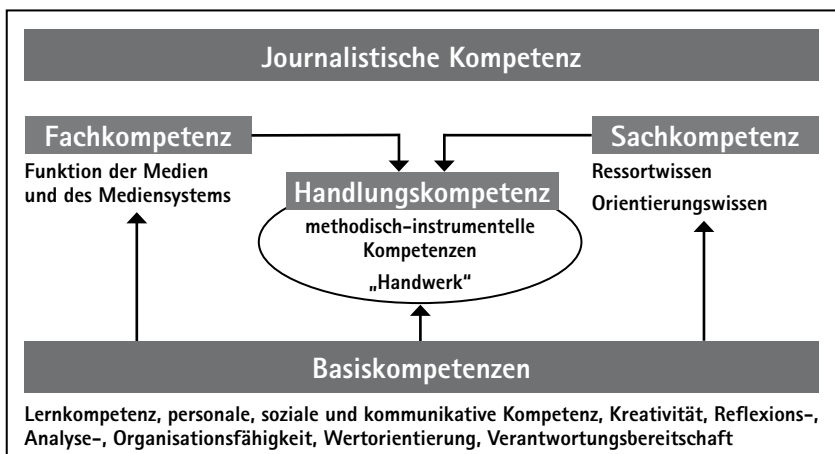 Journalistische Kompetenz
Fachkompetenz
Funktion der Medien
und des Mediensystems
Sachkompetenz
Ressortwissen
Orientierungswissen
Handlungskompetenz
methodisch-instrumentelle
Kompetenzen
„Handwerk“
Basiskompetenzen
Lernkompetenz, personale, soziale und kommunikative Kompetenz, Kreativität, Reflexions-,
Analyse-, Organisationsfähigkeit, Wertorientierung, Verantwortungsbereitschaft